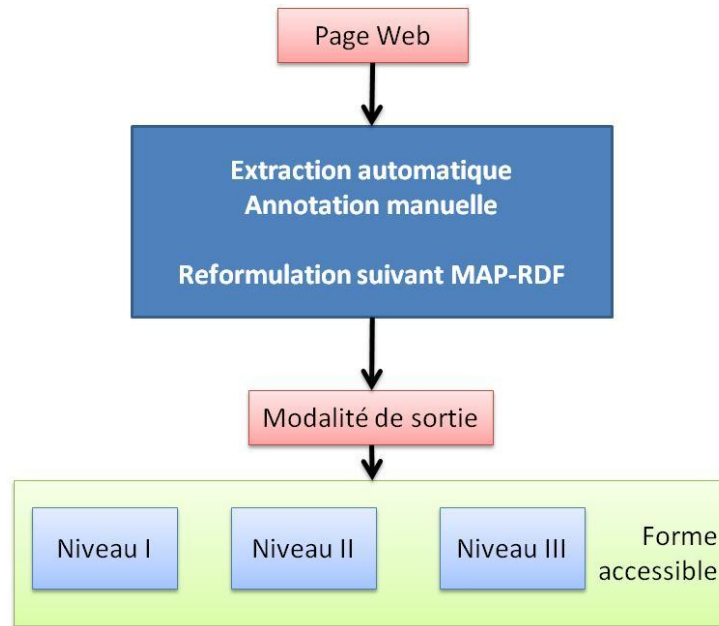 Page Web
Extraction automatique
Annotation manuelle
Reformulation suivant MAP-RDF
Modalité de sortie
Niveau I
Niveau II
Niveau III
Forme
accessible